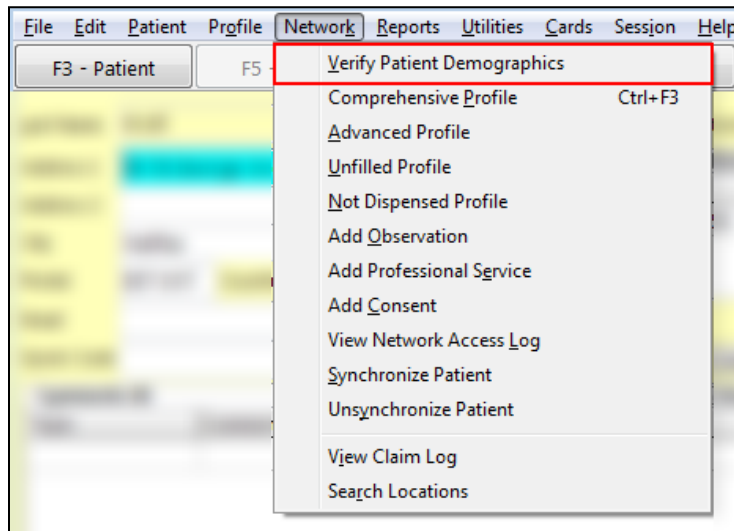 File Edit Patient Profile Network Reports Utilities Cards Session Help
F3 - Patient F5 -
Verify Patient Demographics
Comprehensive Profile Ctrl+F3
Advanced Profile
Unfilled Profile
Not Dispensed Profile
Add Observation
Add Professional Service
Add Consent
View Network Access Log
Synchronize Patient
Unsynchronize Patient
View Claim Log
Search Locations